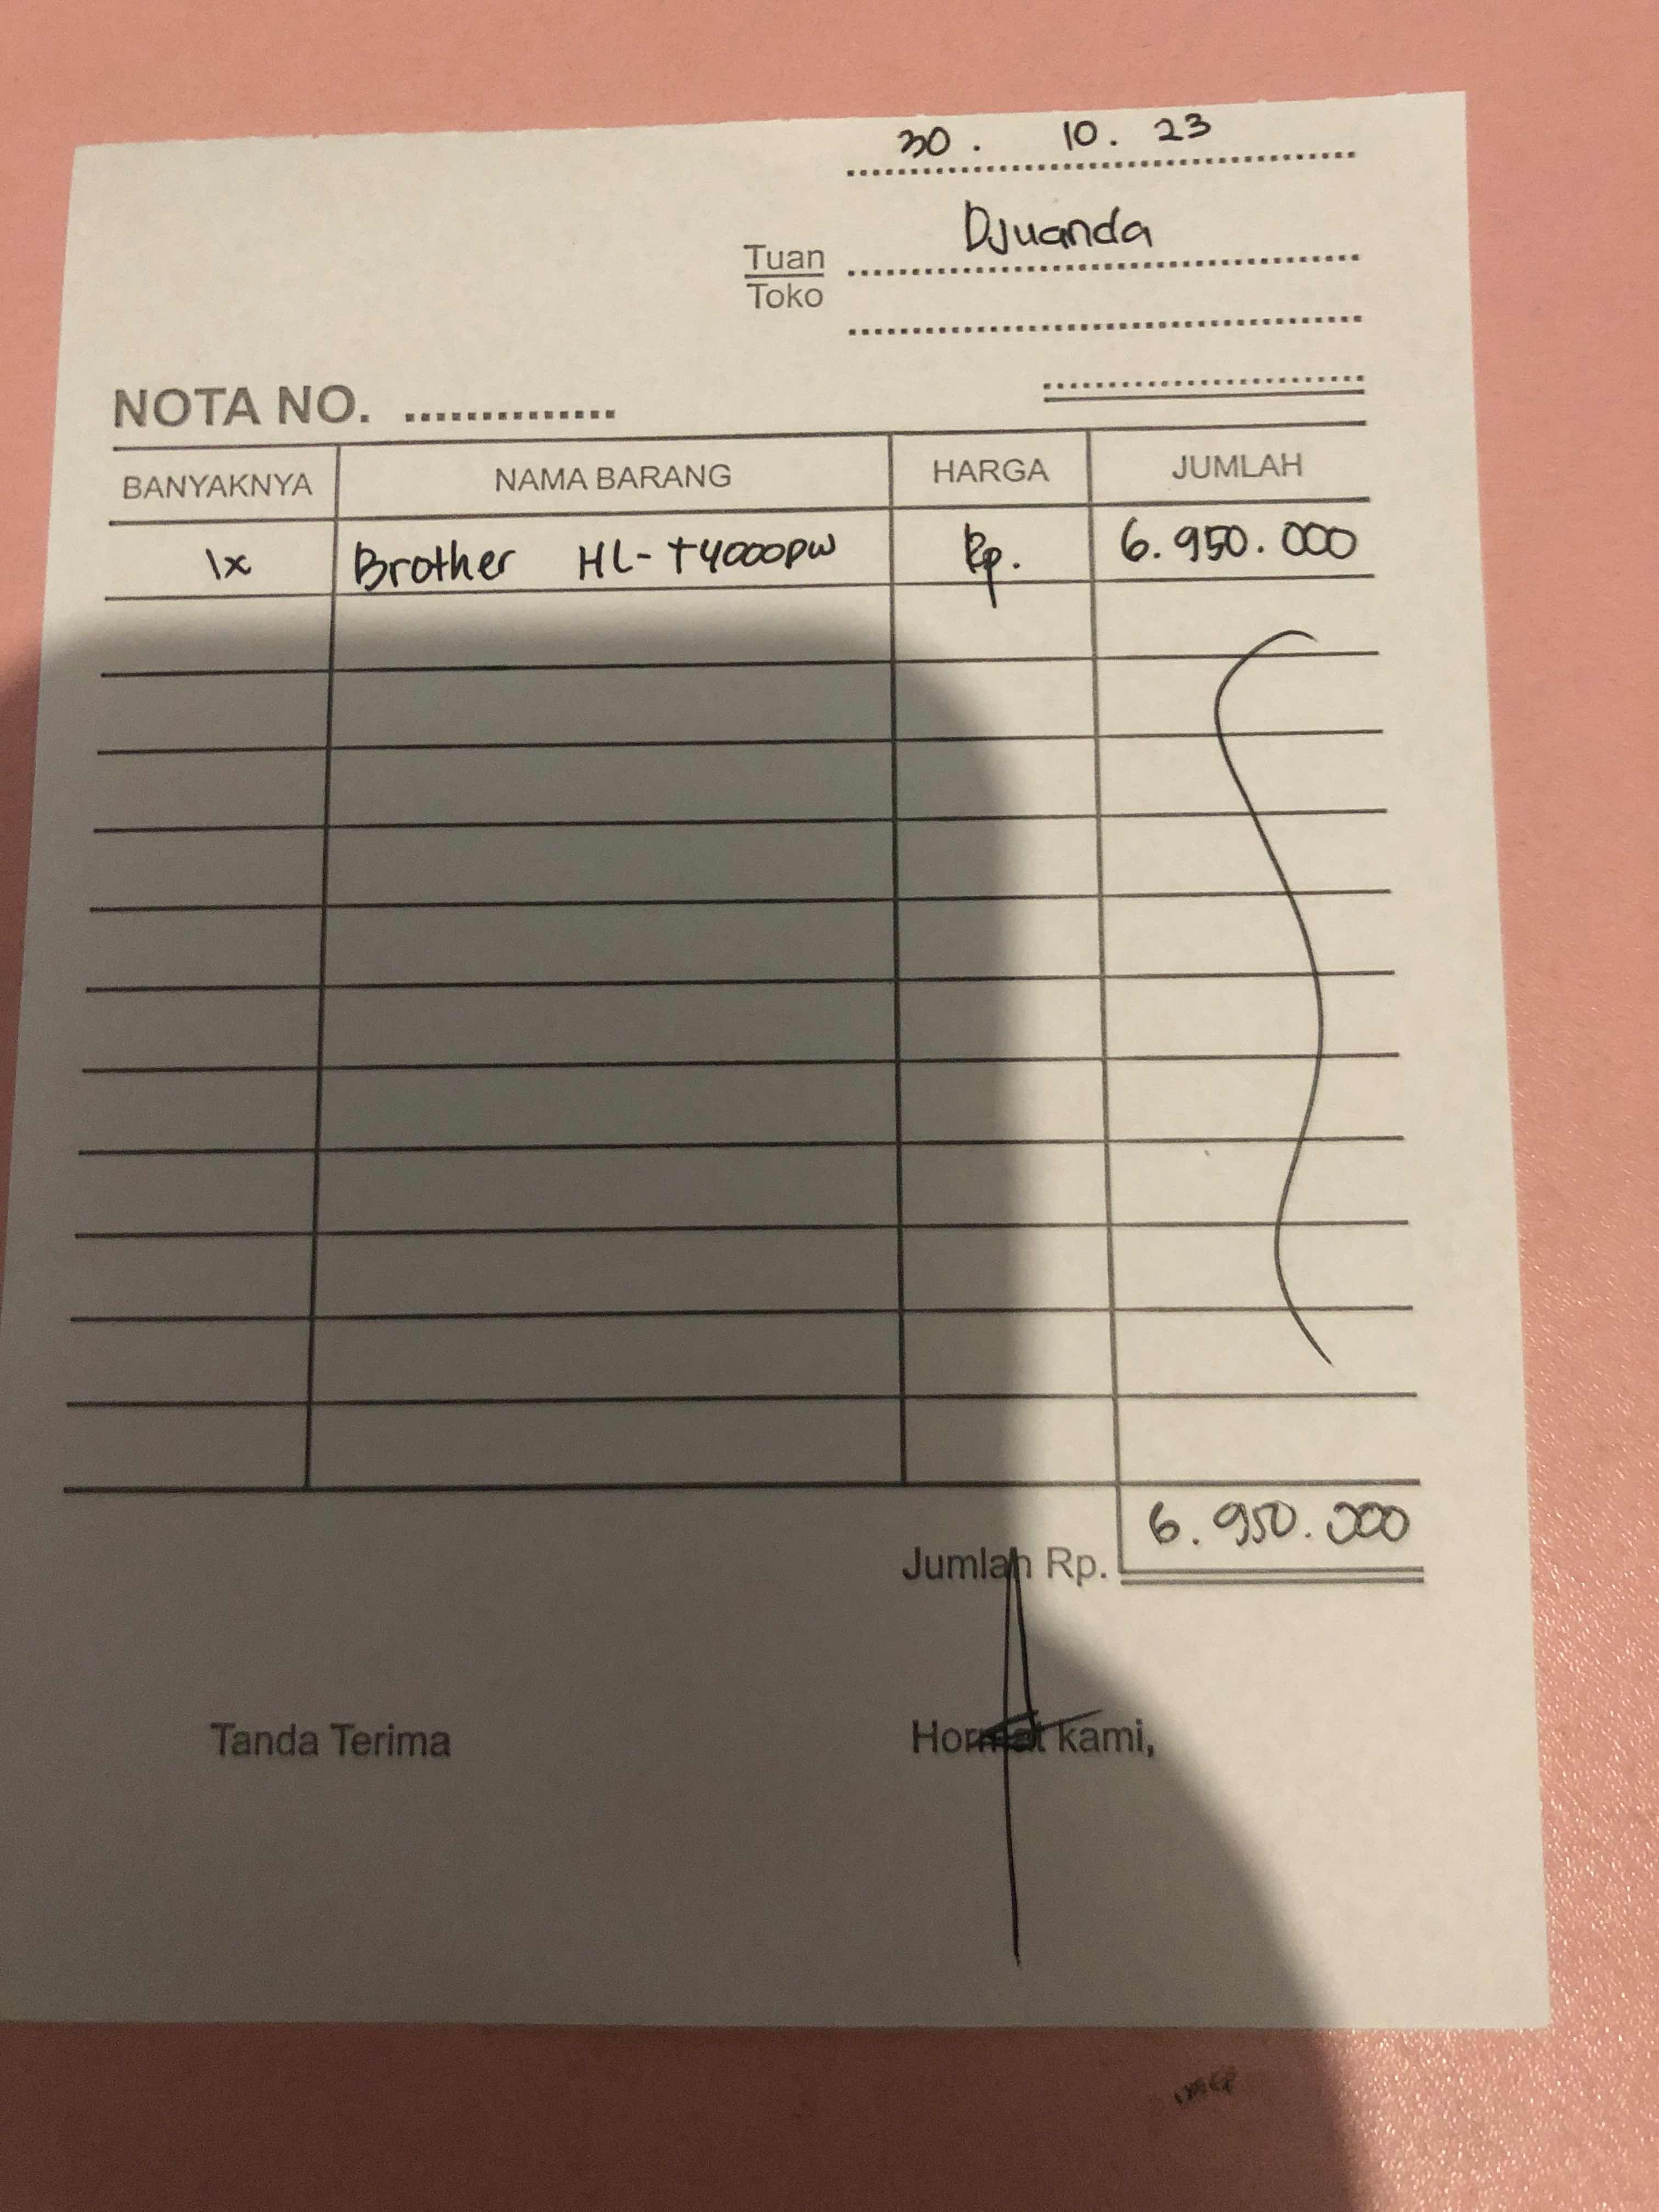 30. 10. 23
Tuan Djuanda
Toko
NOTA NO. ..............
BANYAKNYA NAMA BARANG HARGA JUMLAH
1x Brother HL-T4000DW Rp. 6.950.000
Jumlah Rp. 6.950.000
Tanda Terima Hormat kami,